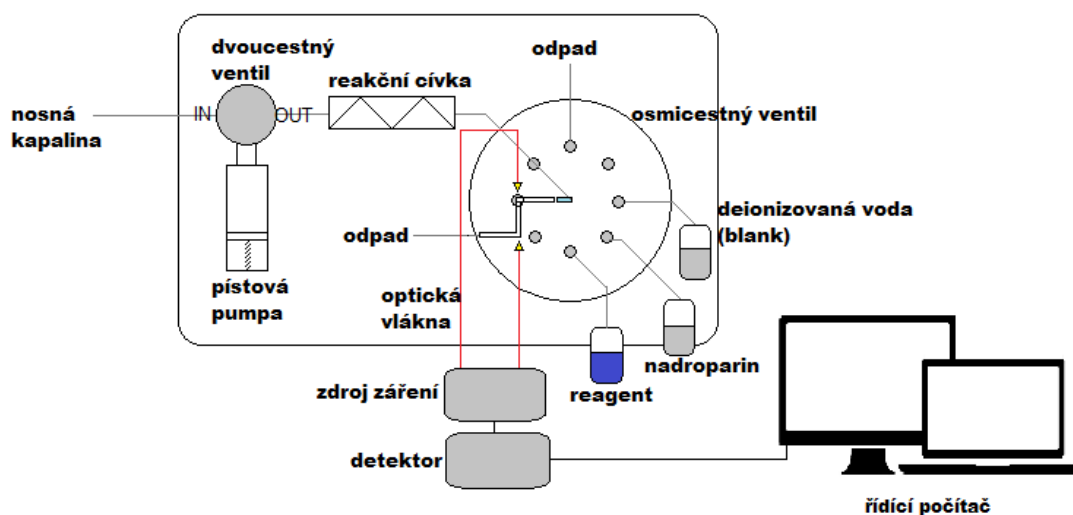 dvoucestný
ventil
odpad
reakční cívka
IN
OUT
osmicestný ventil
nosná
kapalina
deionizovaná voda
(blank)
odpad
pístová
pumpa
optická
vlákna
nadroparin
reagent
zdroj záření
detektor
řídící počítač